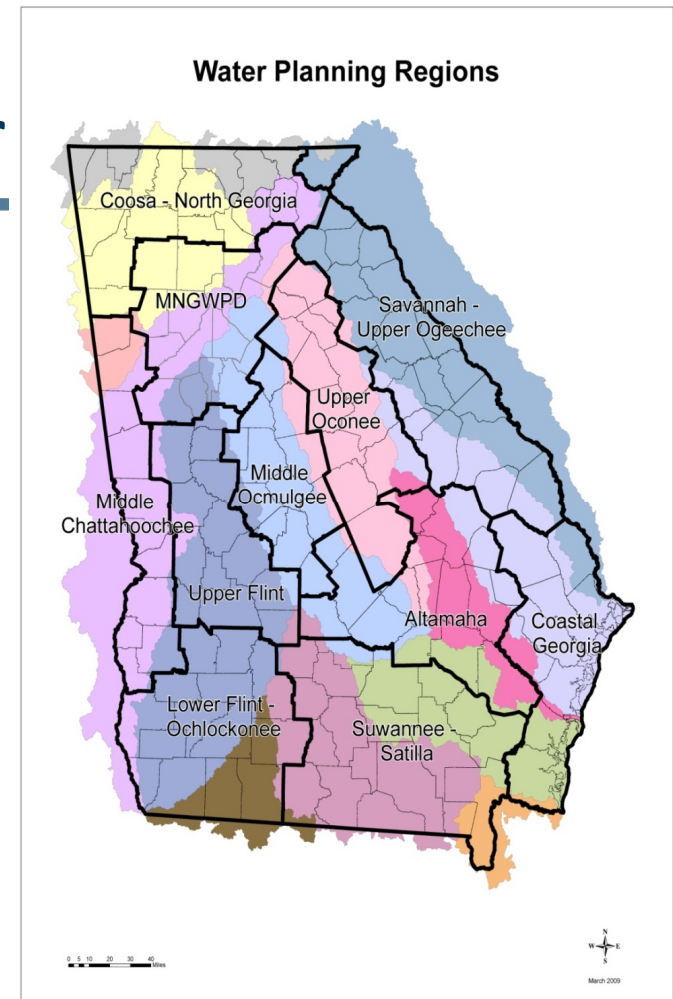 Water Planning Regions
Coosa - North Georgia
MNGWPD
Savannah -
Upper Ogeechee
Upper
Oconee
Middle
Ocmulgee
Middle
Chattahoochee
Upper Flint
Altamaha
Coastal
Georgia
Lower Flint -
Ochlockonee
Suwannee -
Satilla
N
W E
S
0 5 10 20 30 40
Miles
March 2009